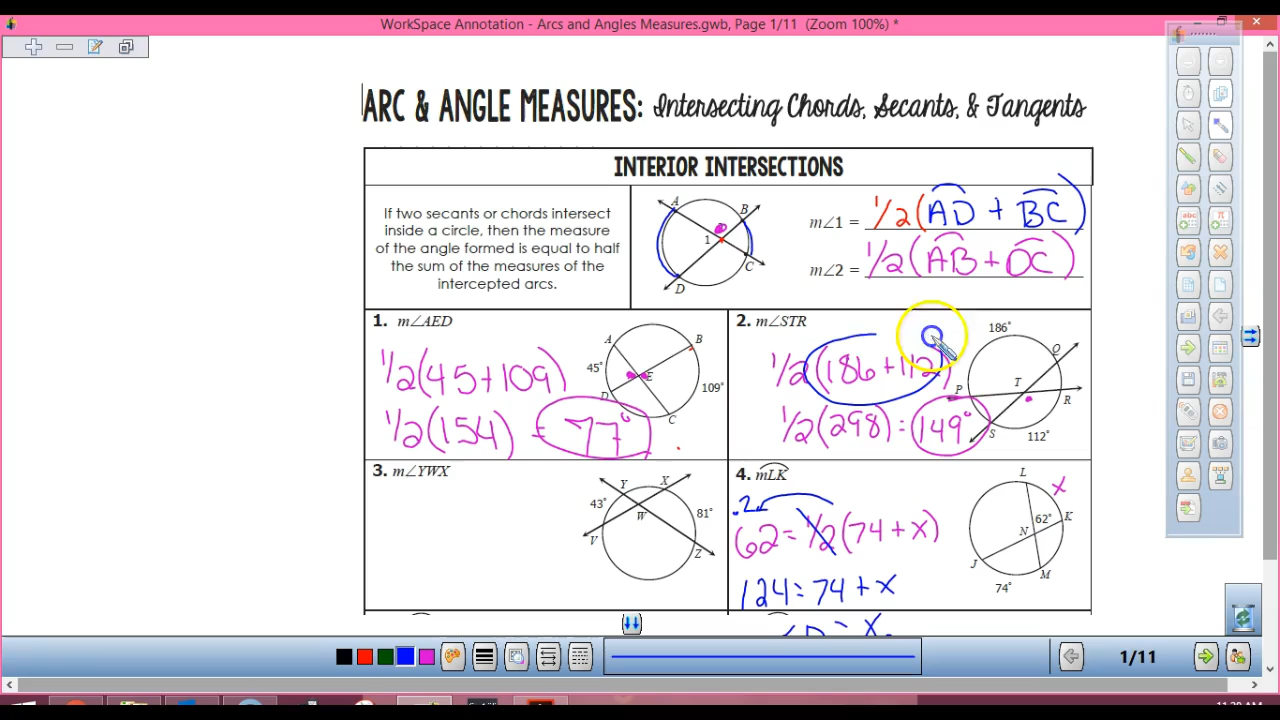 WorkSpace Annotation - Arcs and Angles Measures.gwb, Page 1/11 (Zoom 100%) *
ARC & ANGLE MEASURES: Intersecting Chords, Secants, & Tangents
INTERIOR INTERSECTIONS
If two secants or chords intersect
inside a circle, then the measure
of the angle formed is equal to half
the sum of the measures of the
intercepted arcs.
A
B
1
C
D
m∠1 = 1/2(AD + BC)
m∠2 = 1/2(AB + DC)
1. m∠AED
1/2(45+109)
1/2(154) = 77°
A
B
45°
E
D
109°
C
2. m∠STR
1/2(186+112)
1/2(298) = 149°
186°
Q
P
T
R
S
112°
3. m∠YWX
Y
X
43°
W
81°
V
Z
4. mLK
.2
62 = 1/2(74 + x)
124 = 74 + x
= x
L
x
62°
K
N
J
M
74°
1/11